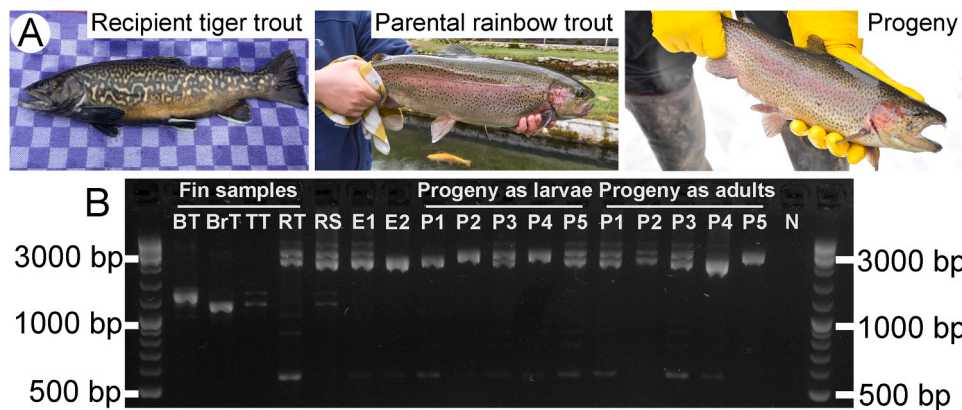 A
Recipient tiger trout
Parental rainbow trout
Progeny
B
Fin samples
Progeny as larvae
Progeny as adults
BT BrT TT RT RS E1 E2 P1 P2 P3 P4 P5 P1 P2 P3 P4 P5 N
3000 bp
3000 bp
1000 bp
1000 bp
500 bp
500 bp